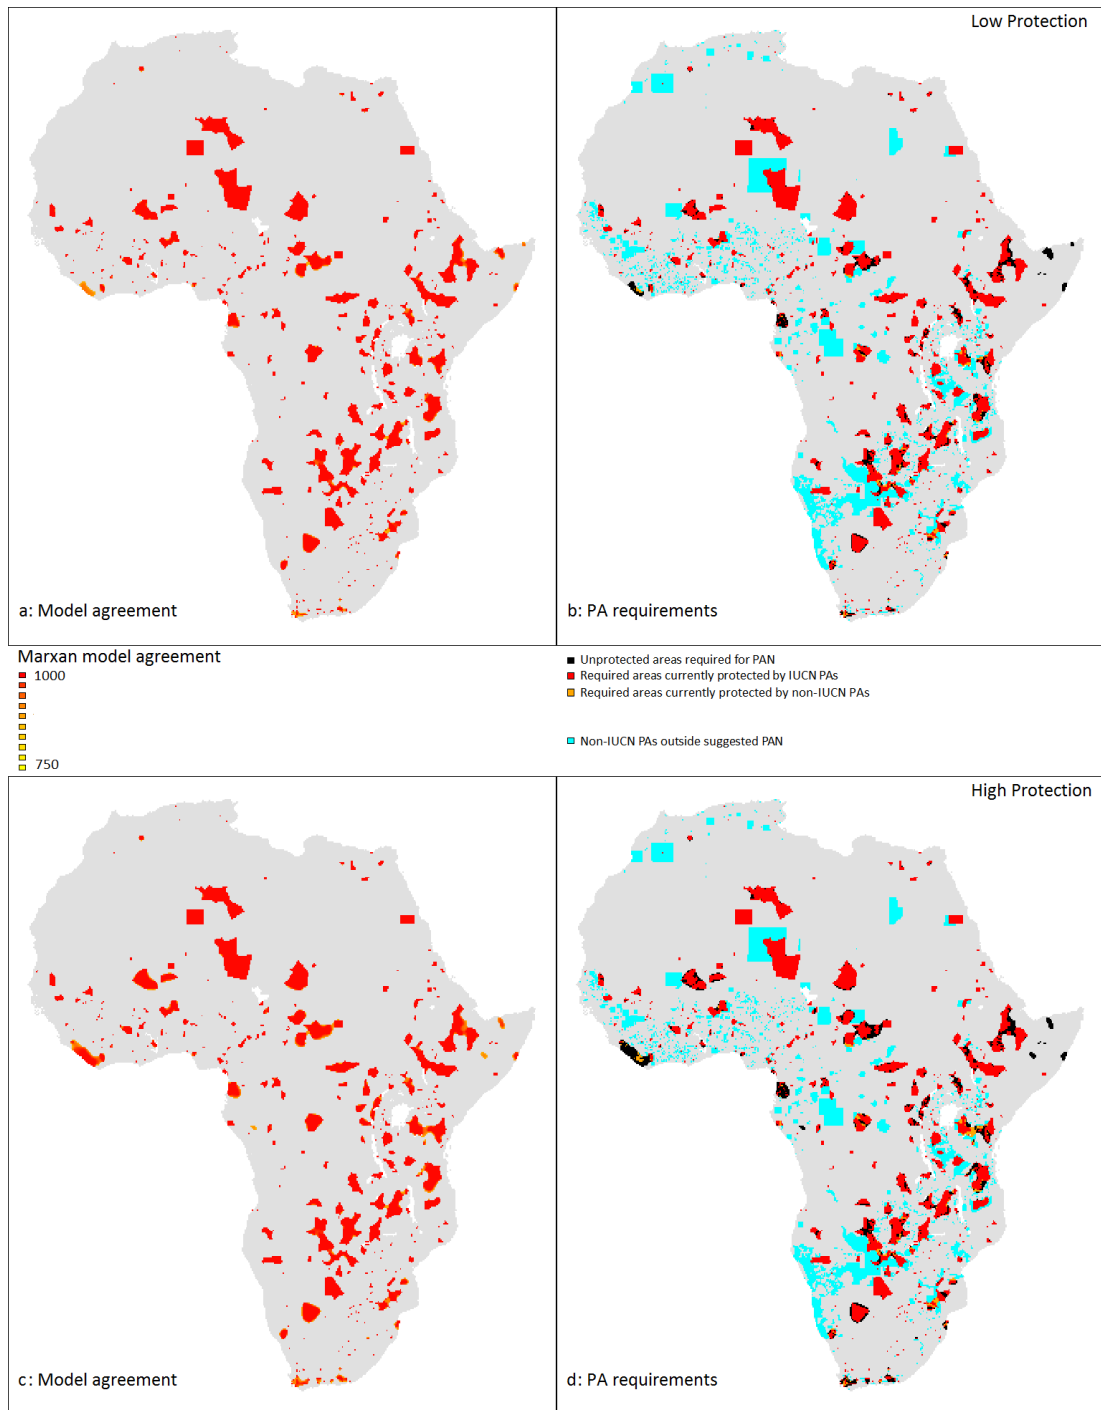 Low Protection
a: Model agreement
b: PA requirements
Marxan model agreement
1000
750
Unprotected areas required for PAN
Required areas currently protected by IUCN PAs
Required areas currently protected by non-IUCN PAs
Non-IUCN PAs outside suggested PAN
High Protection
c: Model agreement
d: PA requirements